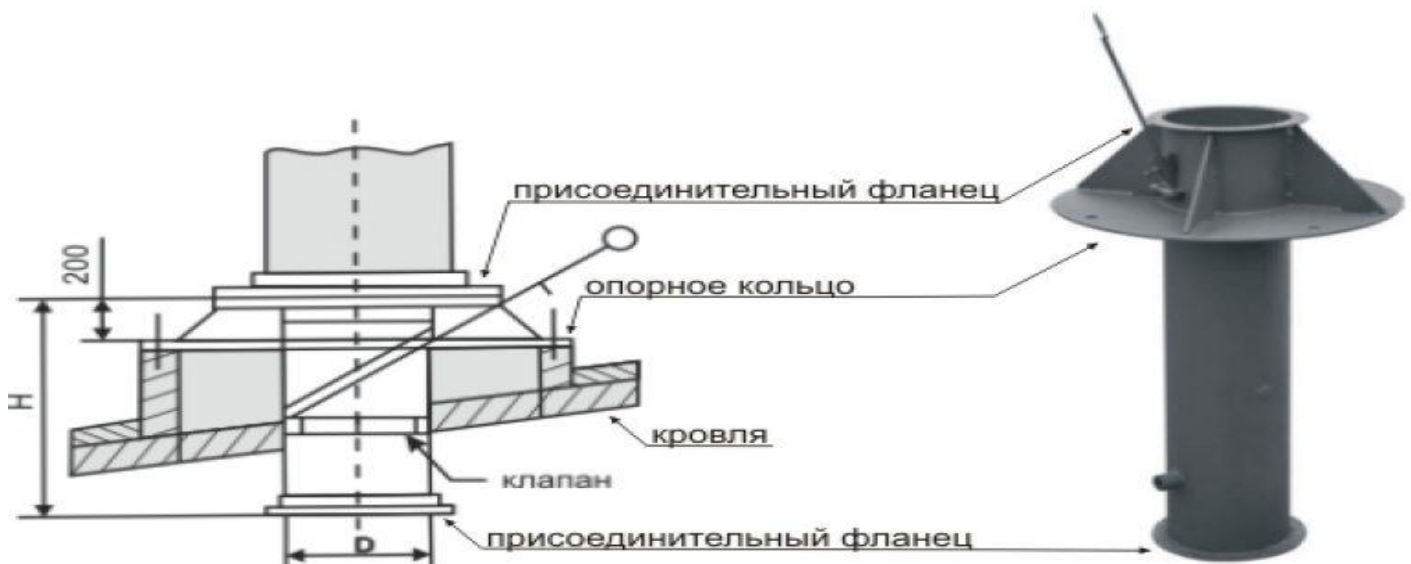 присоединительный фланец
200
опорное кольцо
H
кровля
клапан
присоединительный фланец
D